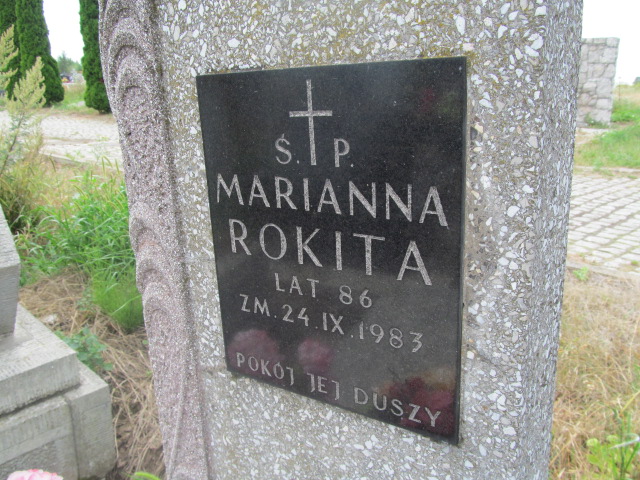 Ś. P.
MARIANNA
ROKITA
LAT 86
ZM. 24. IX. 1983
POKÓJ JEJ DUSZY